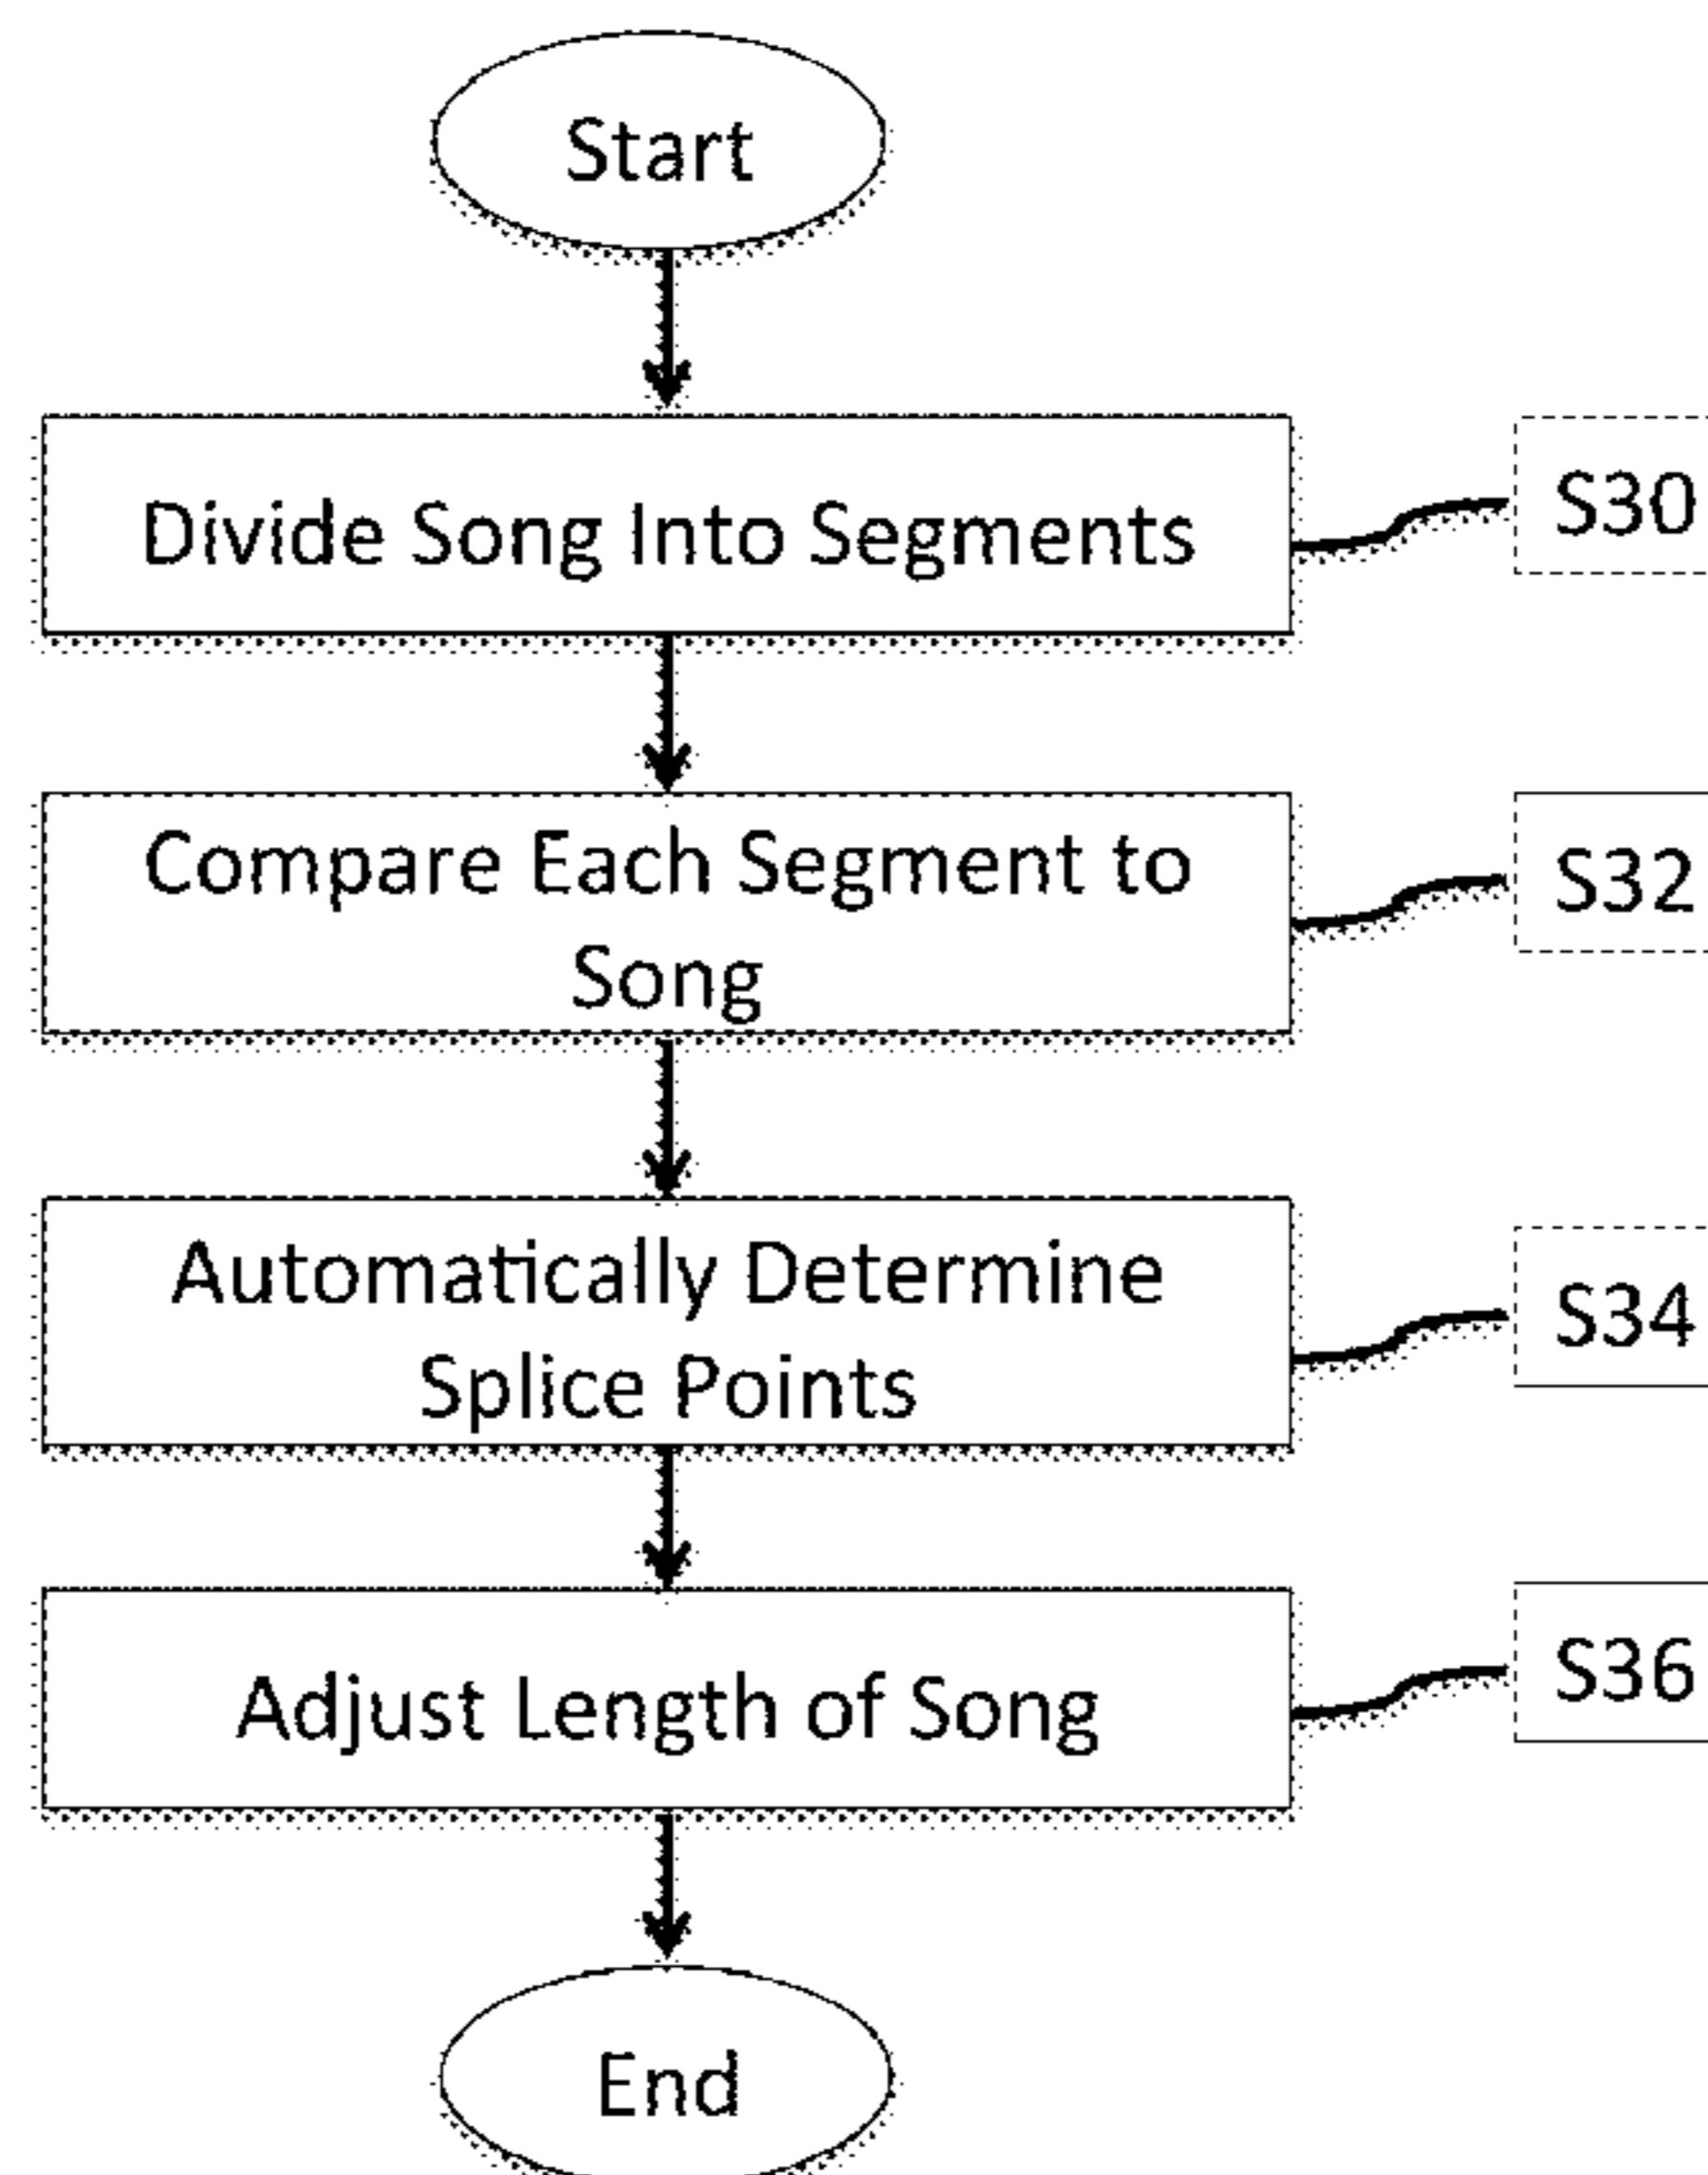 Start
Divide Song Into Segments
S30
Compare Each Segment to
Song
S32
Automatically Determine
Splice Points
S34
Adjust Length of Song
S36
End